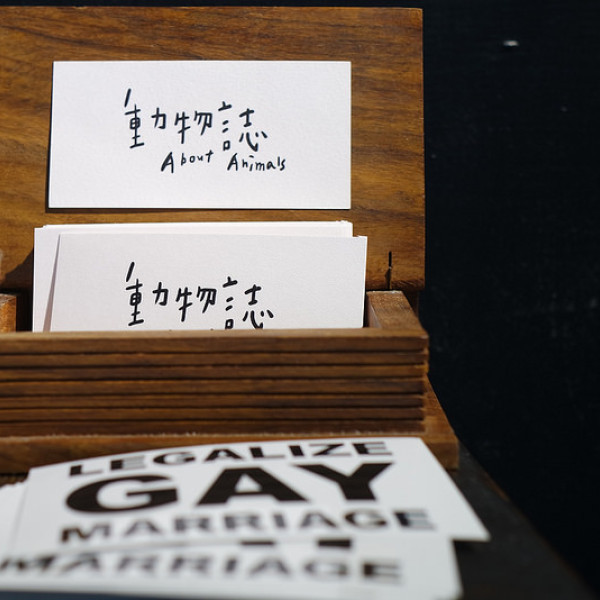 動物誌
About Animals
動物誌
LEGALIZE
GAY
MARRIAGE
MARRIAGE